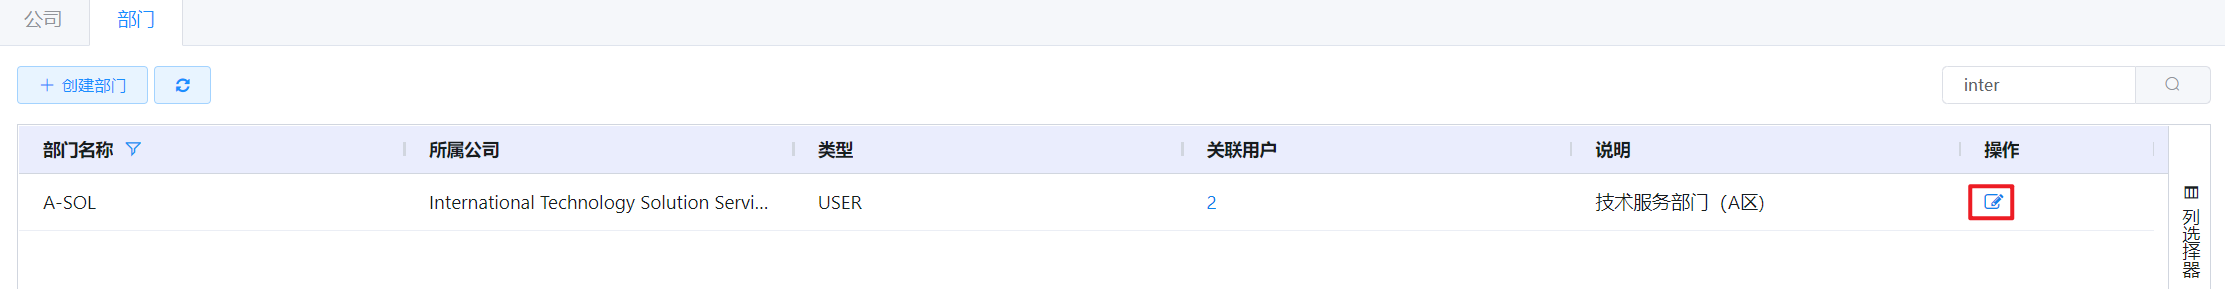 公司 部门
创建部门 inter
部门名称 所属公司 类型 关联用户 说明 操作
A-SOL International Technology Solution Servi... USER 2 技术服务部门（A区）
列选择器